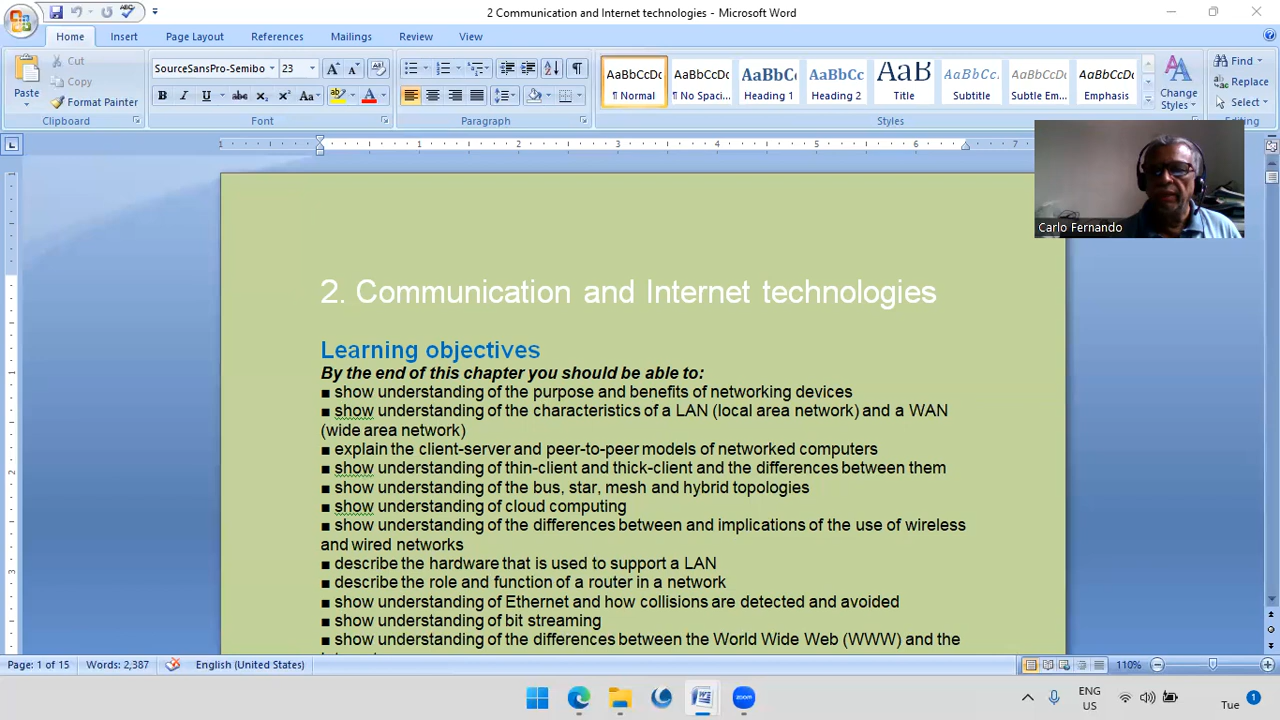 2 Communication and Internet technologies - Microsoft Word
Home Insert Page Layout References Mailings Review View
Paste
Cut
Copy
Format Painter
Clipboard
SourceSansPro-Semibo 23
Font
Paragraph
AaBbCcDc AaBbCcDc AaBbCc AaBbCc AaB AaBbCc. AaBbCcDc AaBbCcDc
¶ Normal ¶ No Spaci... Heading 1 Heading 2 Title Subtitle Subtle Em... Emphasis
Styles
Change
Styles
Find
Replace
Select
Editing
Carlo Fernando
2. Communication and Internet technologies
Learning objectives
By the end of this chapter you should be able to:
■ show understanding of the purpose and benefits of networking devices
■ show understanding of the characteristics of a LAN (local area network) and a WAN
(wide area network)
■ explain the client-server and peer-to-peer models of networked computers
■ show understanding of thin-client and thick-client and the differences between them
■ show understanding of the bus, star, mesh and hybrid topologies
■ show understanding of cloud computing
■ show understanding of the differences between and implications of the use of wireless
and wired networks
■ describe the hardware that is used to support a LAN
■ describe the role and function of a router in a network
■ show understanding of Ethernet and how collisions are detected and avoided
■ show understanding of bit streaming
■ show understanding of the differences between the World Wide Web (WWW) and the
Page: 1 of 15 Words: 2,387 English (United States) 110%
zoom
ENG
US
Tue
1